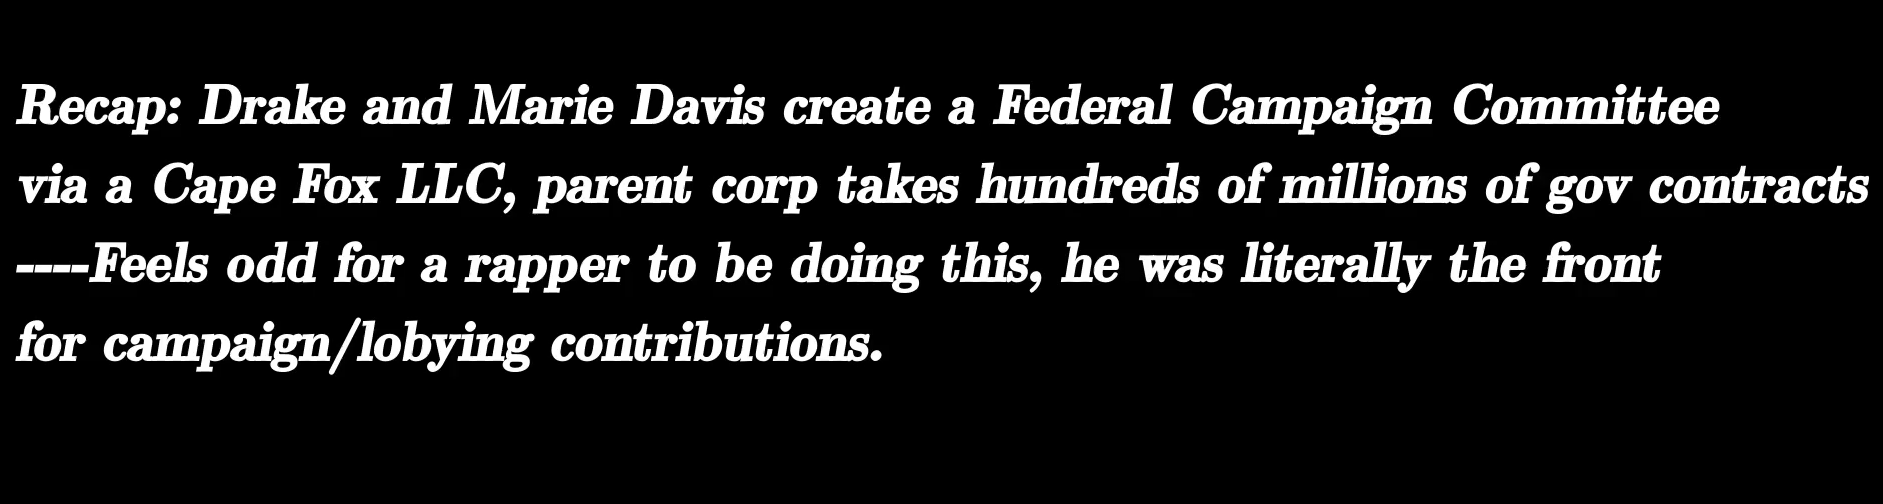 Recap: Drake and Marie Davis create a Federal Campaign Committee
via a Cape Fox LLC, parent corp takes hundreds of millions of gov contracts
----Feels odd for a rapper to be doing this, he was literally the front
for campaign/lobying contributions.